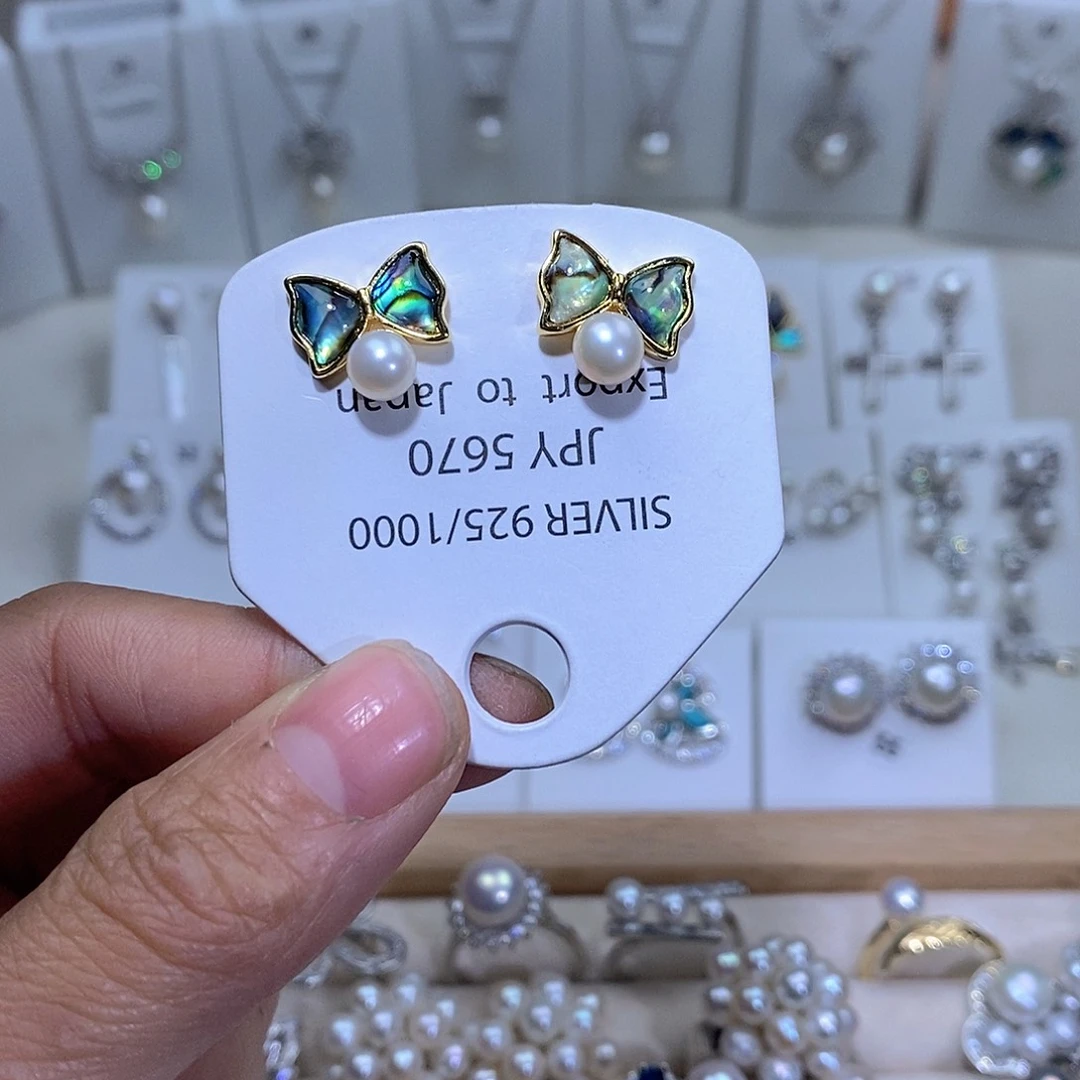 SILVER 925/1000
JPY 5670
Export to Japan